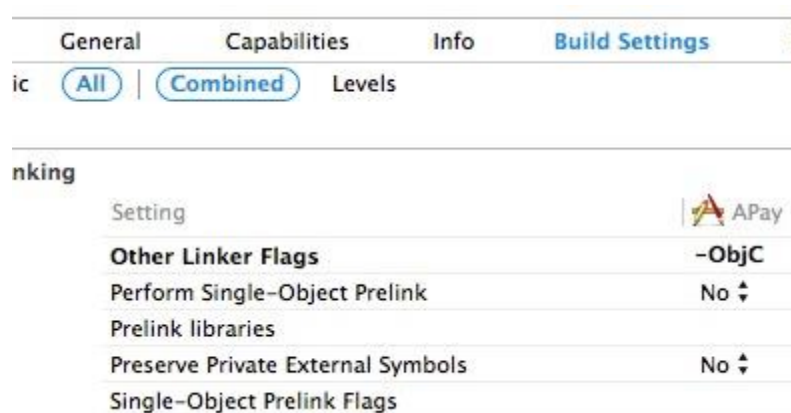 General Capabilities Info Build Settings
ic All Combined Levels
nking
Setting APay
Other Linker Flags -ObjC
Perform Single-Object Prelink No
Prelink libraries
Preserve Private External Symbols No
Single-Object Prelink Flags